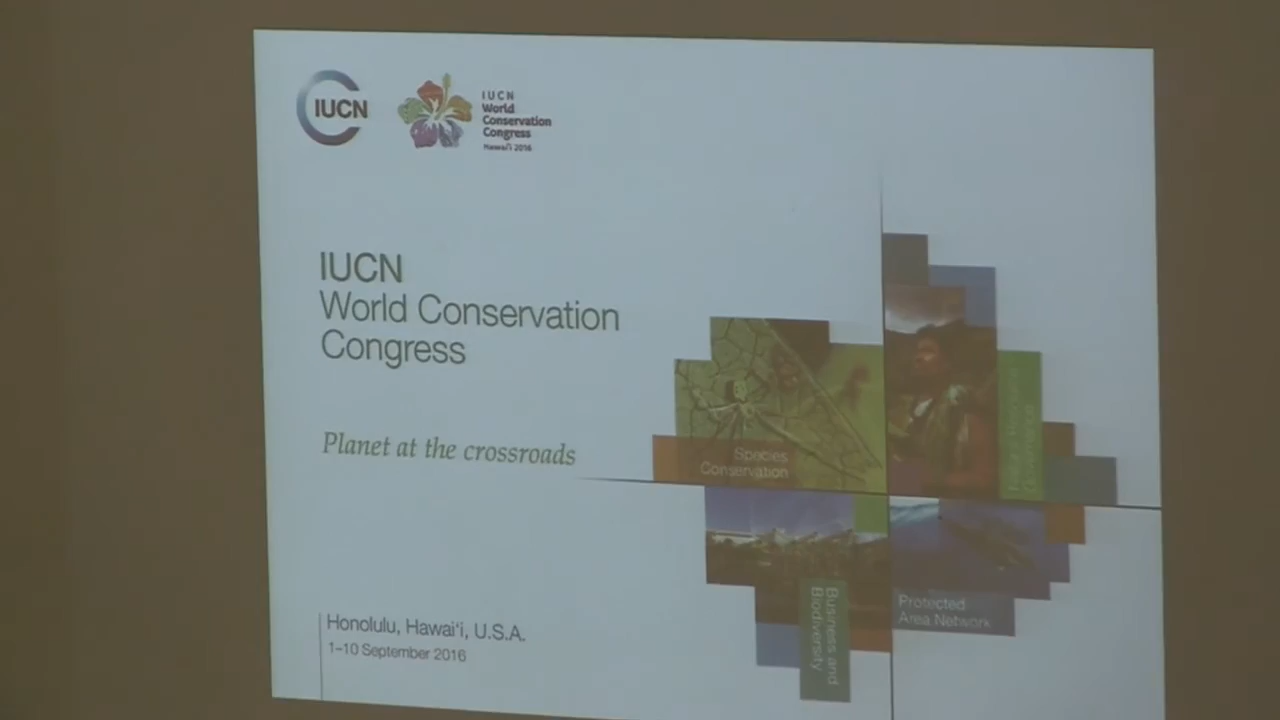 IUCN
IUCN
World
Conservation
Congress
Hawai'i 2016
IUCN
World Conservation
Congress
Planet at the crossroads
Species
Conservation
Protected
Area Network
Business and
Biodiversity
Honolulu, Hawai‘i, U.S.A.
1–10 September 2016